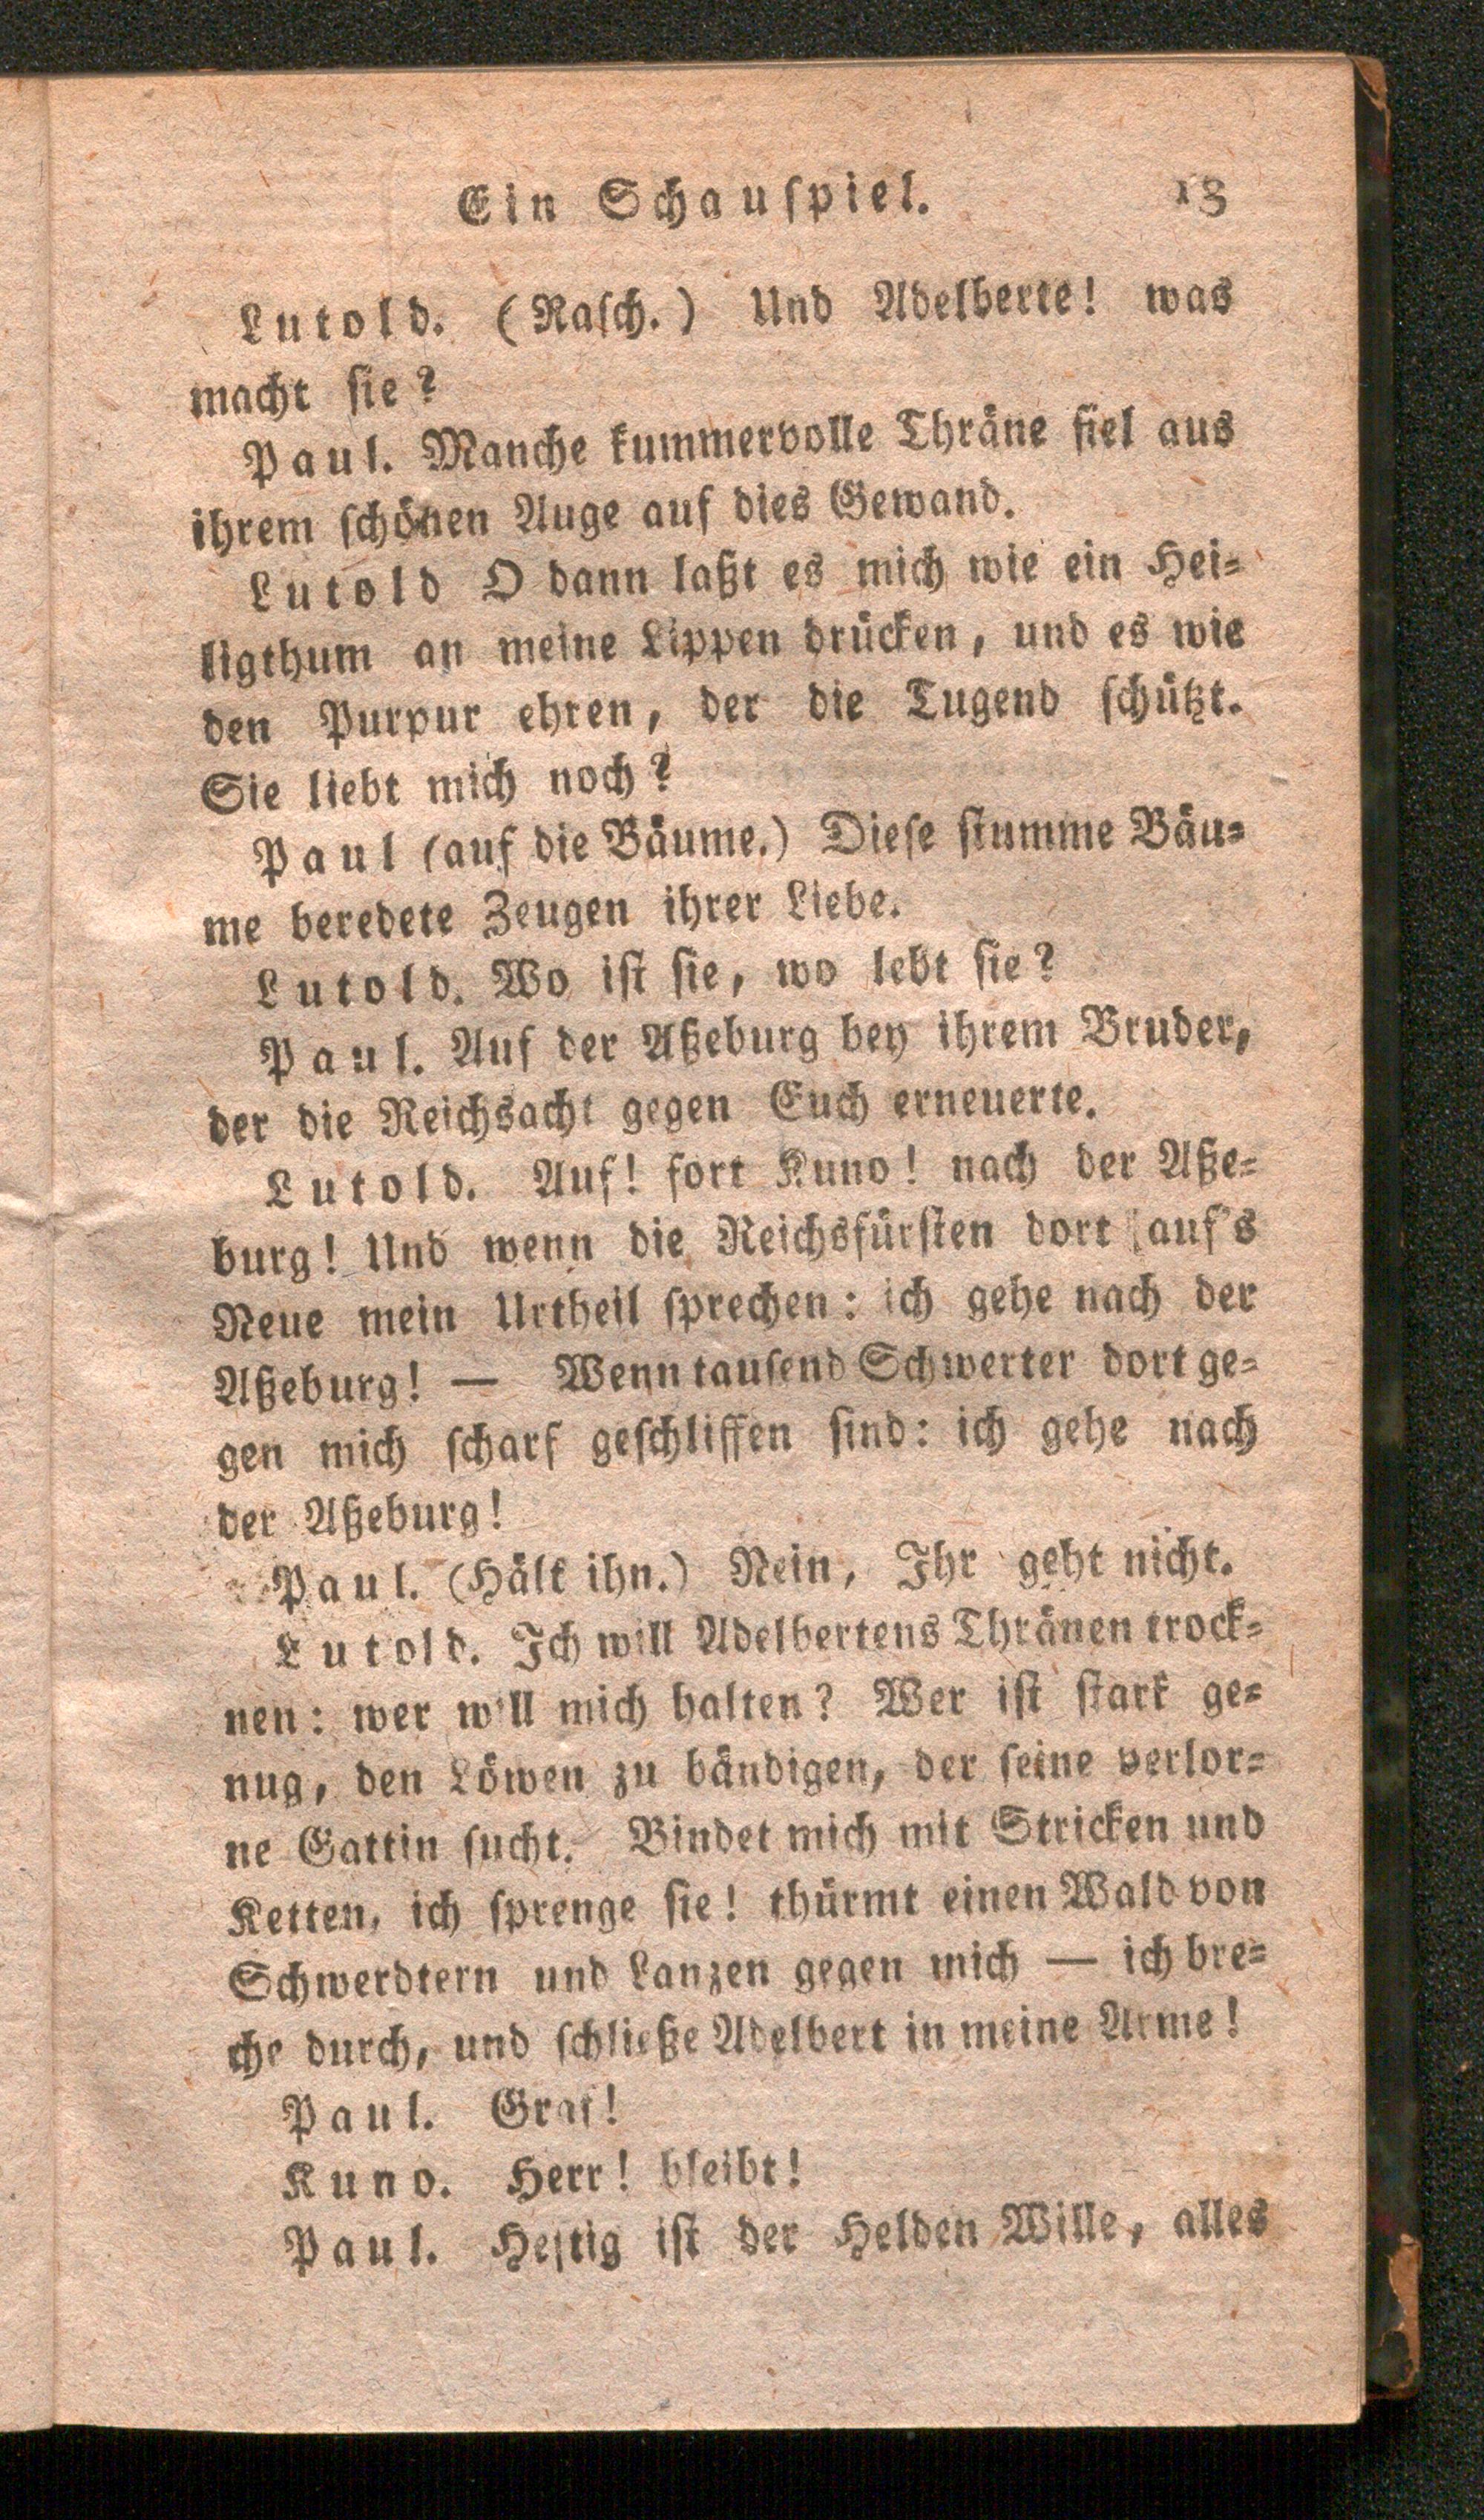 Ein Schauſpiel. 13
Lutold. (Raſch.) Und Adelberte! was
macht ſie?
Paul. Manche kummervolle Thräne fiel aus
ihrem ſchönen Auge auf dies Gewand.
Lutold O dann laßt es mich wie ein Hei-
ligthum an meine Lippen drücken, und es wie
den Purpur ehren, der die Tugend ſchützt.
Sie liebt mich noch?
Paul (auf die Bäume.) Dieſe ſtumme Bäu-
me beredete Zeugen ihrer Liebe.
Lutold. Wo iſt ſie, wo lebt ſie?
Paul. Auf der Aßeburg bey ihrem Bruder,
der die Reichsacht gegen Euch erneuerte.
Lutold. Auf! fort Kuno! nach der Aße-
burg! Und wenn die Reichsfürſten dort auf's
Neue mein Urtheil ſprechen: ich gehe nach der
Aßeburg! — Wenn tauſend Schwerter dort ge-
gen mich ſcharf geſchliffen ſind: ich gehe nach
der Aßeburg!
Paul. (Hält ihn.) Nein, Ihr geht nicht.
Lutold. Ich will Adelbertens Thränen trock-
nen: wer will mich halten? Wer iſt ſtark ge-
nug, den Löwen zu bändigen, der ſeine verlor-
ne Gattin ſucht. Bindet mich mit Stricken und
Ketten, ich ſprenge ſie! thürmt einen Wald von
Schwerdtern und Lanzen gegen mich — ich bre-
che durch, und ſchließe Adelbert in meine Arme!
Paul. Graf!
Kuno. Herr! bleibt!
Paul. Heftig iſt der Helden Wille, alles